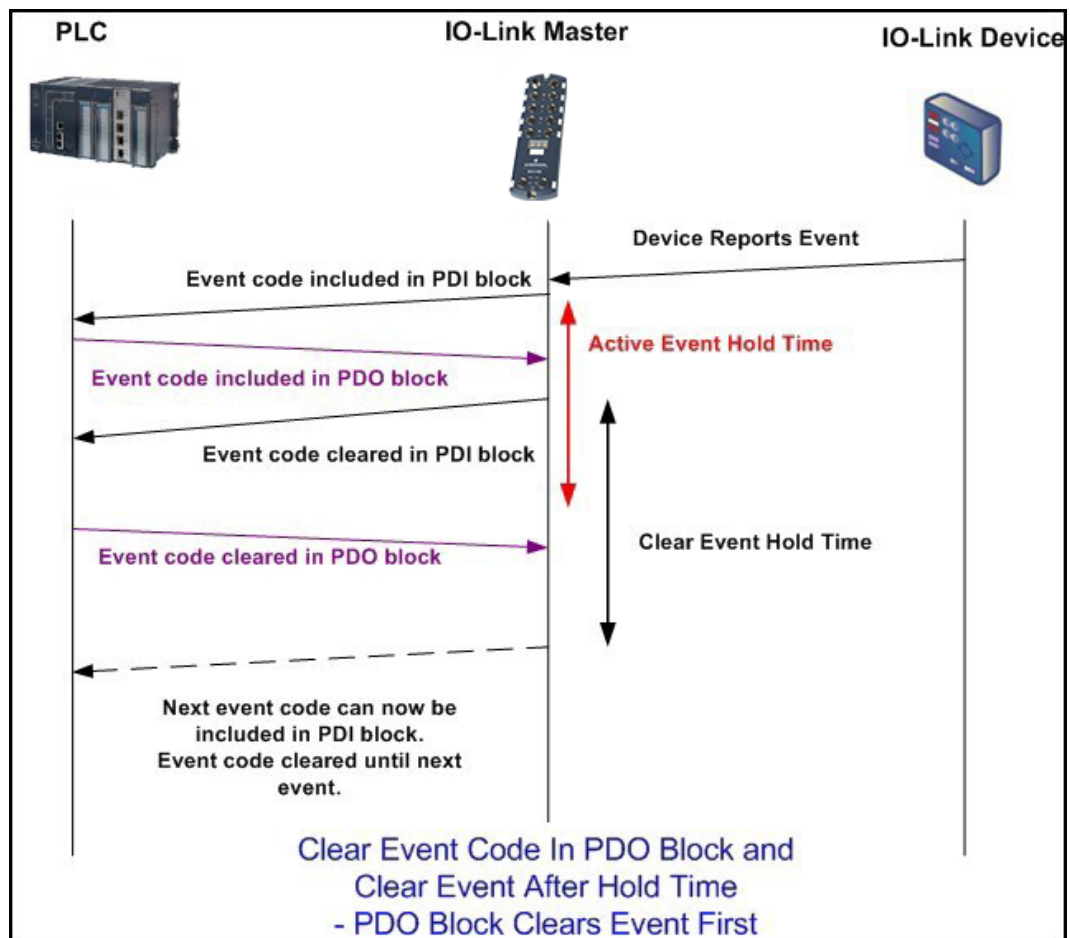 PLC
IO-Link Master
IO-Link Device
Device Reports Event
Event code included in PDI block
Active Event Hold Time
Event code included in PDO block
Event code cleared in PDI block
Clear Event Hold Time
Event code cleared in PDO block
Next event code can now be
included in PDI block.
Event code cleared until next
event.
Clear Event Code In PDO Block and
Clear Event After Hold Time
- PDO Block Clears Event First